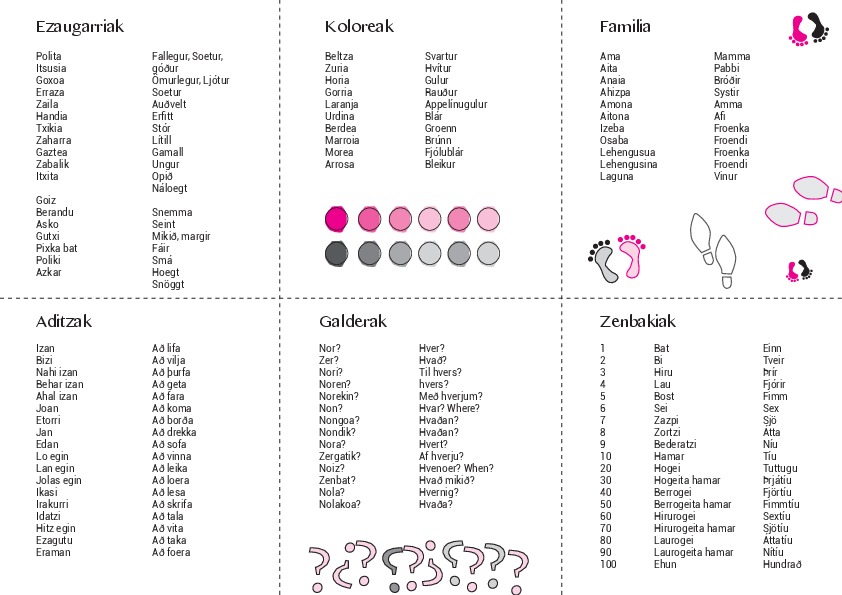 Ezaugarriak
Polita Fallegur, Soetur,
Itsusia góður
Goxoa Ömurlegur, Ljótur
Erraza Soetur
Zaila Auðvelt
Handia Erfitt
Txikia Stór
Zaharra Lítill
Gaztea Gamall
Zabalik Ungur
Itxita Opið
Náloegt
Goiz
Berandu Snemma
Asko Seint
Gutxi Mikið, margir
Pixka bat Fáir
Poliki Smá
Azkar Hoegt
Snöggt
Koloreak
Beltza Svartur
Zuria Hvítur
Horia Gulur
Gorria Rauður
Laranja Appelínugulur
Urdina Blár
Berdea Groenn
Marroia Brúnn
Morea Fjólublár
Arrosa Bleikur
Familia
Ama Mamma
Aita Pabbi
Anaia Bróðir
Ahizpa Systir
Amona Amma
Aitona Afi
Izeba Froenka
Osaba Froendi
Lehengusua Froenka
Lehengusina Froendi
Laguna Vinur
Aditzak
Izan Að lifa
Bizi Að vilja
Nahi izan Að þurfa
Behar izan Að geta
Ahal izan Að fara
Joan Að koma
Etorri Að borða
Jan Að drekka
Edan Að sofa
Lo egin Að vinna
Lan egin Að leika
Jolas egin Að loera
Ikasi Að lesa
Irakurri Að skrifa
Idatzi Að tala
Hitz egin Að vita
Ezagutu Að taka
Eraman Að foera
Galderak
Nor? Hver?
Zer? Hvað?
Nori? Til hvers?
Noren? hvers?
Norekin? Með hverjum?
Non? Hvar? Where?
Nongoa? Hvaðan?
Nondik? Hvaðan?
Nora? Hvert?
Zergatik? Af hverju?
Noiz? Hvenoer? When?
Zenbat? Hvað mikið?
Nola? Hvernig?
Nolakoa? Hvaða?
Zenbakiak
1 Bat Einn
2 Bi Tveir
3 Hiru Þrír
4 Lau Fjórir
5 Bost Fimm
6 Sei Sex
7 Zazpi Sjö
8 Zortzi Átta
9 Bederatzi Níu
10 Hamar Tíu
20 Hogei Tuttugu
30 Hogeita hamar Þrjátíu
40 Berrogei Fjörtíu
50 Berrogeita hamar Fimmtíu
60 Hirurogei Sextíu
70 Hirurogeita hamar Sjötíu
80 Laurogei Áttatíu
90 Laurogeita hamar Nítíu
100 Ehun Hundrað